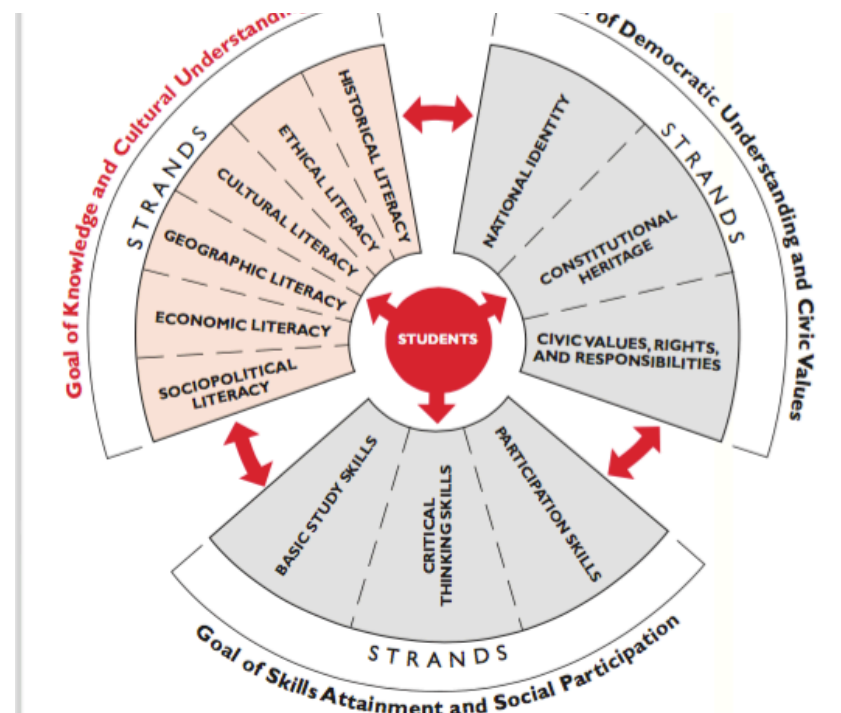 Goal of Knowledge and Cultural Understandin
STRANDS
HISTORICAL LITERACY
ETHICAL LITERACY
CULTURAL LITERACY
GEOGRAPHIC LITERACY
ECONOMIC LITERACY
SOCIOPOLITICAL
LITERACY
of Democratic Understanding and Civic Values
STRANDS
NATIONAL IDENTITY
CONSTITUTIONAL
HERITAGE
CIVIC VALUES, RIGHTS,
AND RESPONSIBILITIES
STUDENTS
BASIC STUDY SKILLS
CRITICAL
THINKING SKILLS
PARTICIPATION SKILLS
STRANDS
Goal of Skills Attainment and Social Participation